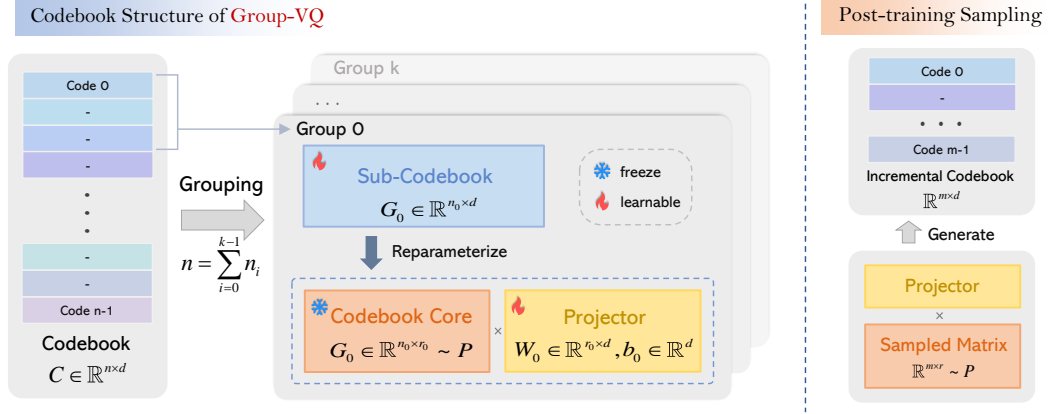 Codebook Structure of Group-VQ
Code 0
-
-
-
Code n-1
-
-
Codebook
C ∈ ℝ^{n×d}
Grouping
n = \sum_{i=0}^{k-1} n_i
Group k
...
Group 0
Sub-Codebook
G_0 ∈ ℝ^{n_0×d}
freeze
learnable
Reparameterize
Codebook Core
G_0 ∈ ℝ^{n_0×r_0} ~ P
×
Projector
W_0 ∈ ℝ^{r_0×d}, b_0 ∈ ℝ^d
Post-training Sampling
Code 0
-
...
Code m-1
Incremental Codebook
ℝ^{m×d}
Generate
Projector
×
Sampled Matrix
ℝ^{m×r} ~ P